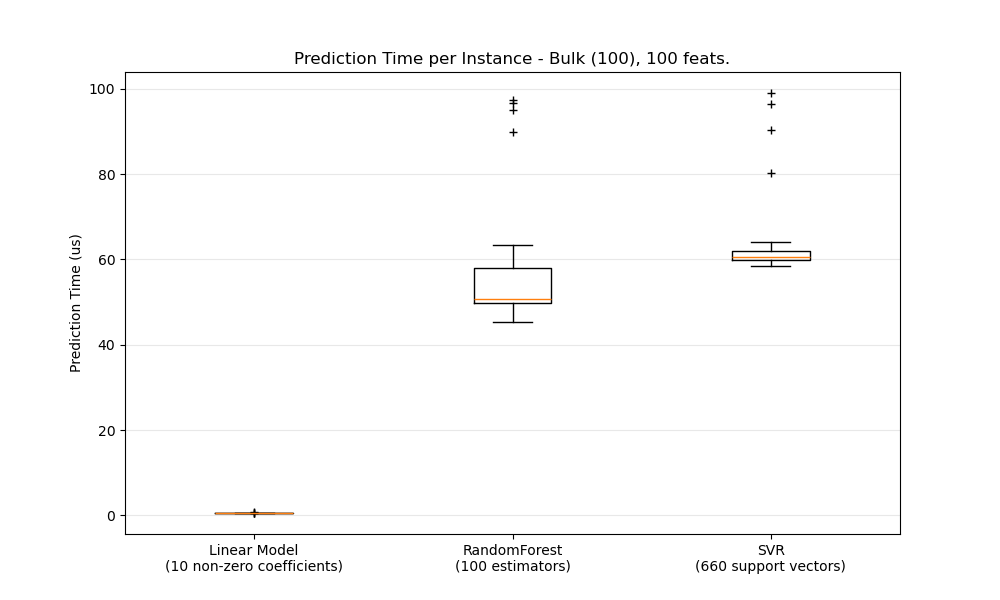 Prediction Time per Instance - Bulk (100), 100 feats.
Prediction Time (us)
100
80
60
40
20
0
Linear Model
(10 non-zero coefficients)
RandomForest
(100 estimators)
SVR
(660 support vectors)